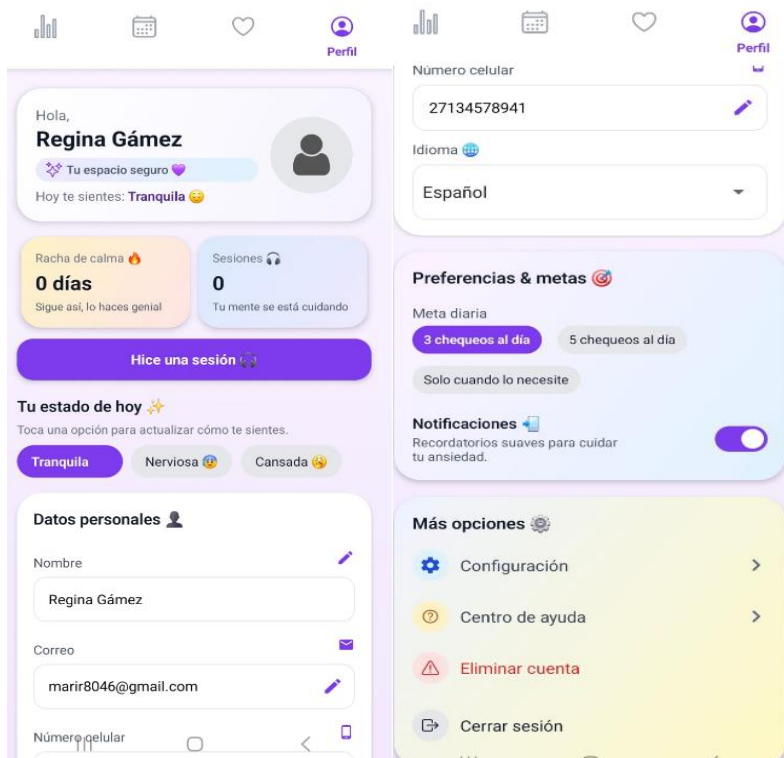 Perfil
Hola,
Regina Gámez
Tu espacio seguro 💜
Hoy te sientes: Tranquila 😌
Racha de calma 🔥
0 días
Sigue así, lo haces genial
Sesiones 🎧
0
Tu mente se está cuidando
Hice una sesión 🎧
Tu estado de hoy ✨
Toca una opción para actualizar cómo te sientes.
Tranquila
Nerviosa 😰
Cansada 🥱
Datos personales 👤
Nombre
Regina Gámez
Correo
marir8046@gmail.com
Número celular
Perfil
Número celular
27134578941
Idioma 🌐
Español
Preferencias & metas 🎯
Meta diaria
3 chequeos al día
5 chequeos al día
Solo cuando lo necesite
Notificaciones 📲
Recordatorios suaves para cuidar
tu ansiedad.
Más opciones ⚙️
Configuración
Centro de ayuda
Eliminar cuenta
Cerrar sesión